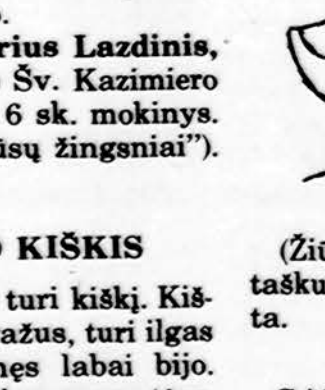 rius Lazdinis,
Šv. Kazimiero
6 sk. mokinys.
ūsų žingsniai”).
KIŠKIS
turi kiškį. Kiš-
ažus, turi ilgas
nęs labai bijo.
(Žiū
tašku
ta.